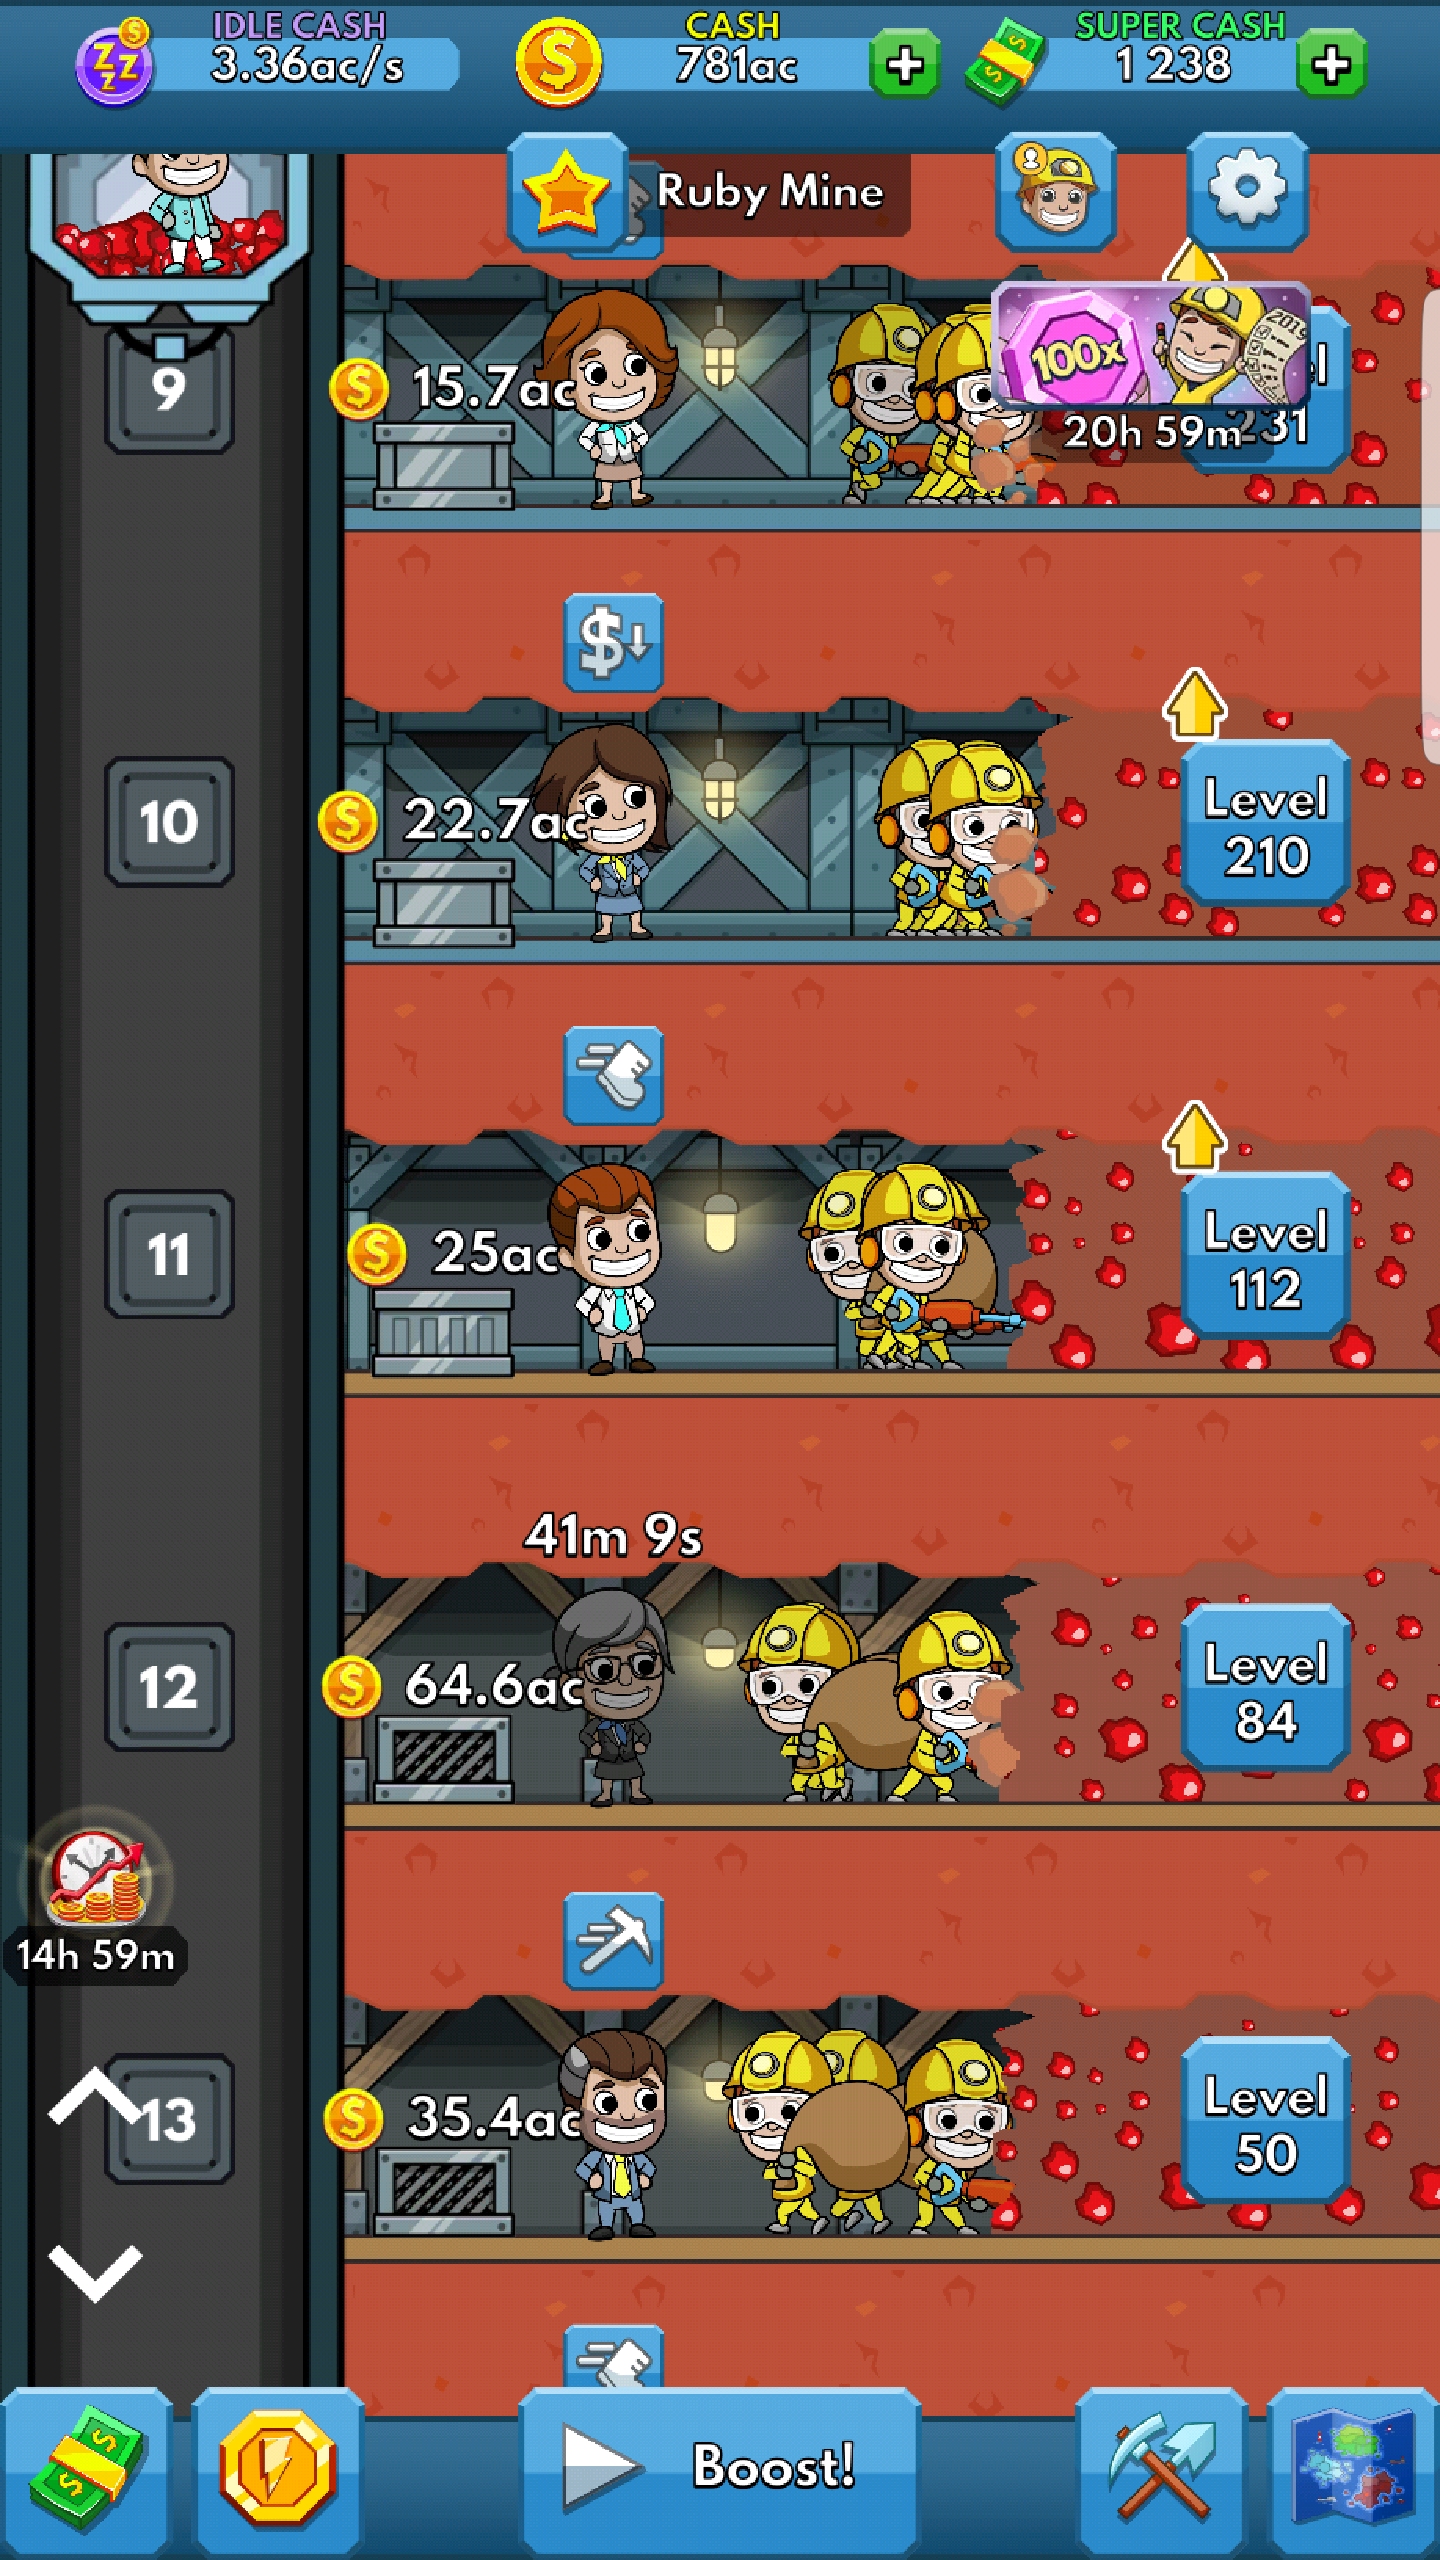 IDLE CASH
3.36ac/s
CASH
781ac
SUPER CASH
1 238
Ruby Mine
100x
2019
20h 59m
231
9
15.7ac
10
22.7ac
Level
210
11
25ac
Level
112
41m 9s
12
64.6ac
Level
84
14h 59m
13
35.4ac
Level
50
Boost!